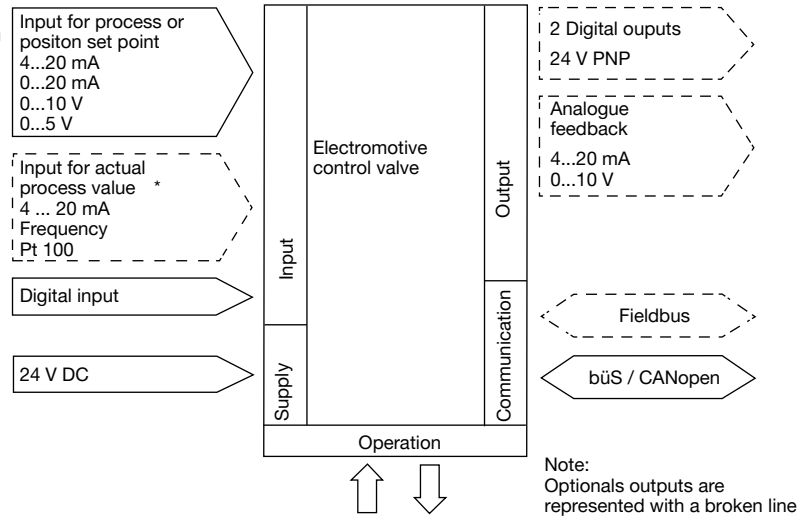 Input for process or
positon set point
4...20 mA
0...20 mA
0...10 V
0...5 V
Input for actual
process value *
4 ... 20 mA
Frequency
Pt 100
Digital input
24 V DC
Input
Supply
Electromotive
control valve
Output
Communication
Operation
2 Digital ouputs
24 V PNP
Analogue
feedback
4...20 mA
0...10 V
Fieldbus
büS / CANopen
Note:
Optionals outputs are
represented with a broken line